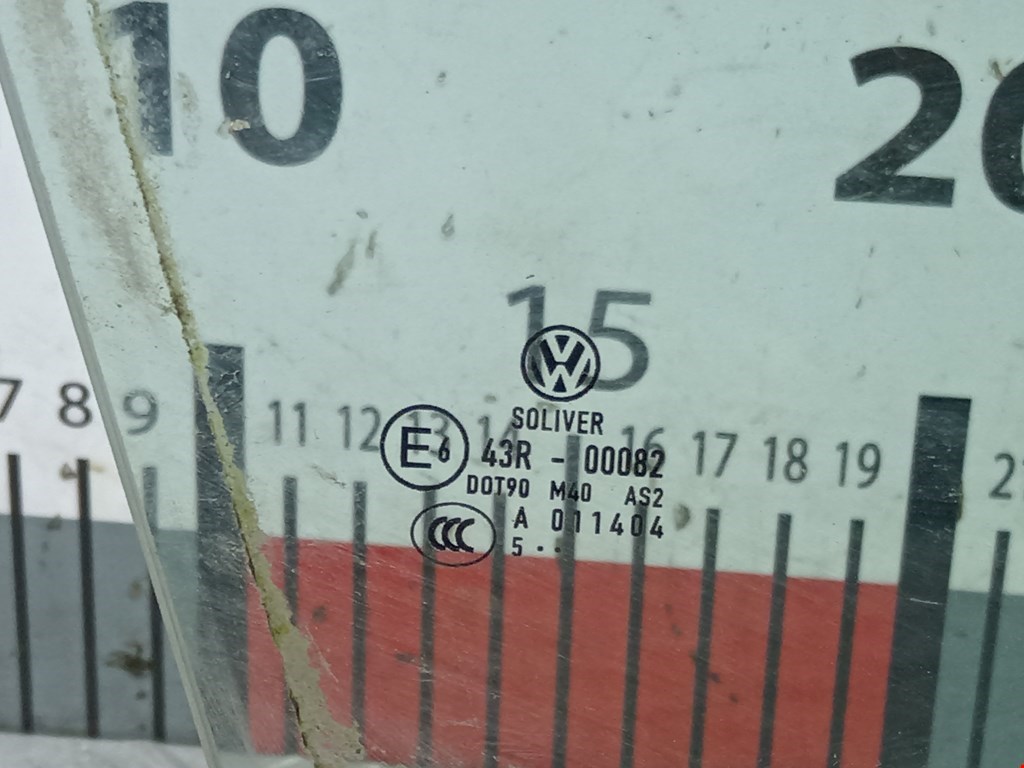 10 20
15
7 8 9 11 12 13 14 16 17 18 19
SOLIVER
E6 43R - 00082
DOT90 M40 AS2
CCC A 011404
5 ..